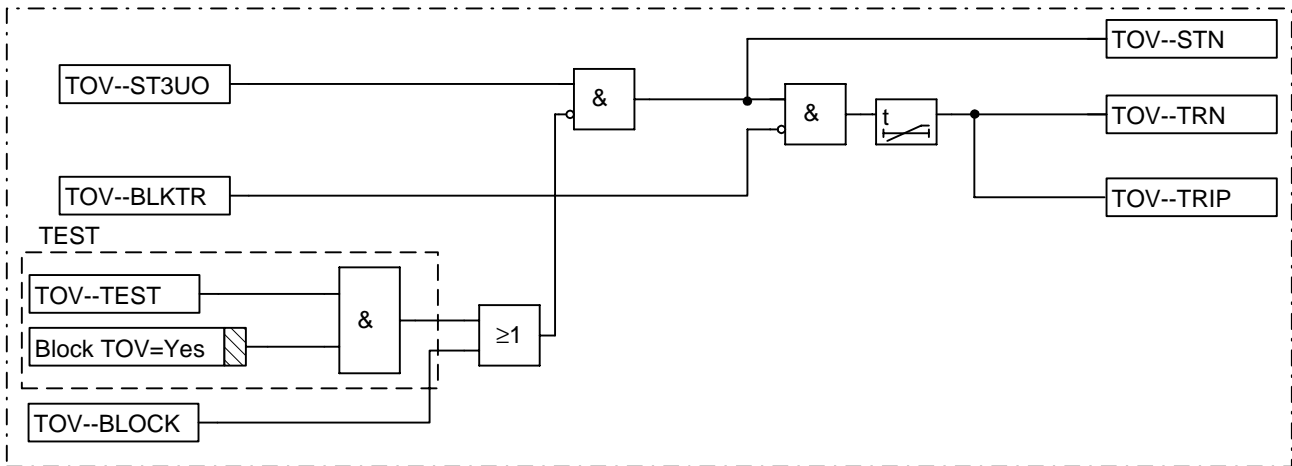 TOV--STN
TOV--ST3UO
&
&
t
TOV--TRN
TOV--BLKTR
TOV--TRIP
TEST
TOV--TEST
&
Block TOV=Yes
≥1
TOV--BLOCK